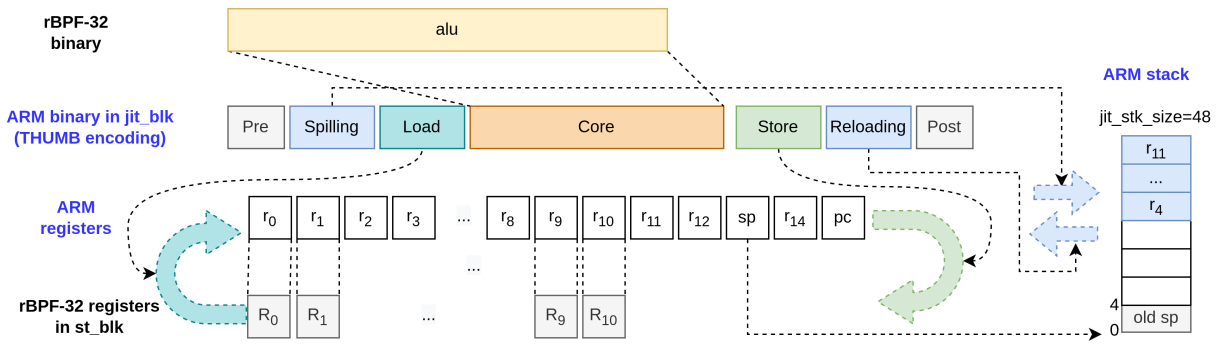 rBPF-32
binary
alu
ARM stack
ARM binary in jit_blk
(THUMB encoding)
Pre
Spilling
Load
Core
Store
Reloading
Post
jit_stk_size=48
r11
...
r4
ARM
registers
r0
r1
r2
r3
...
r8
r9
r10
r11
r12
sp
r14
pc
...
rBPF-32 registers
in st_blk
R0
R1
...
R9
R10
4
0
old sp